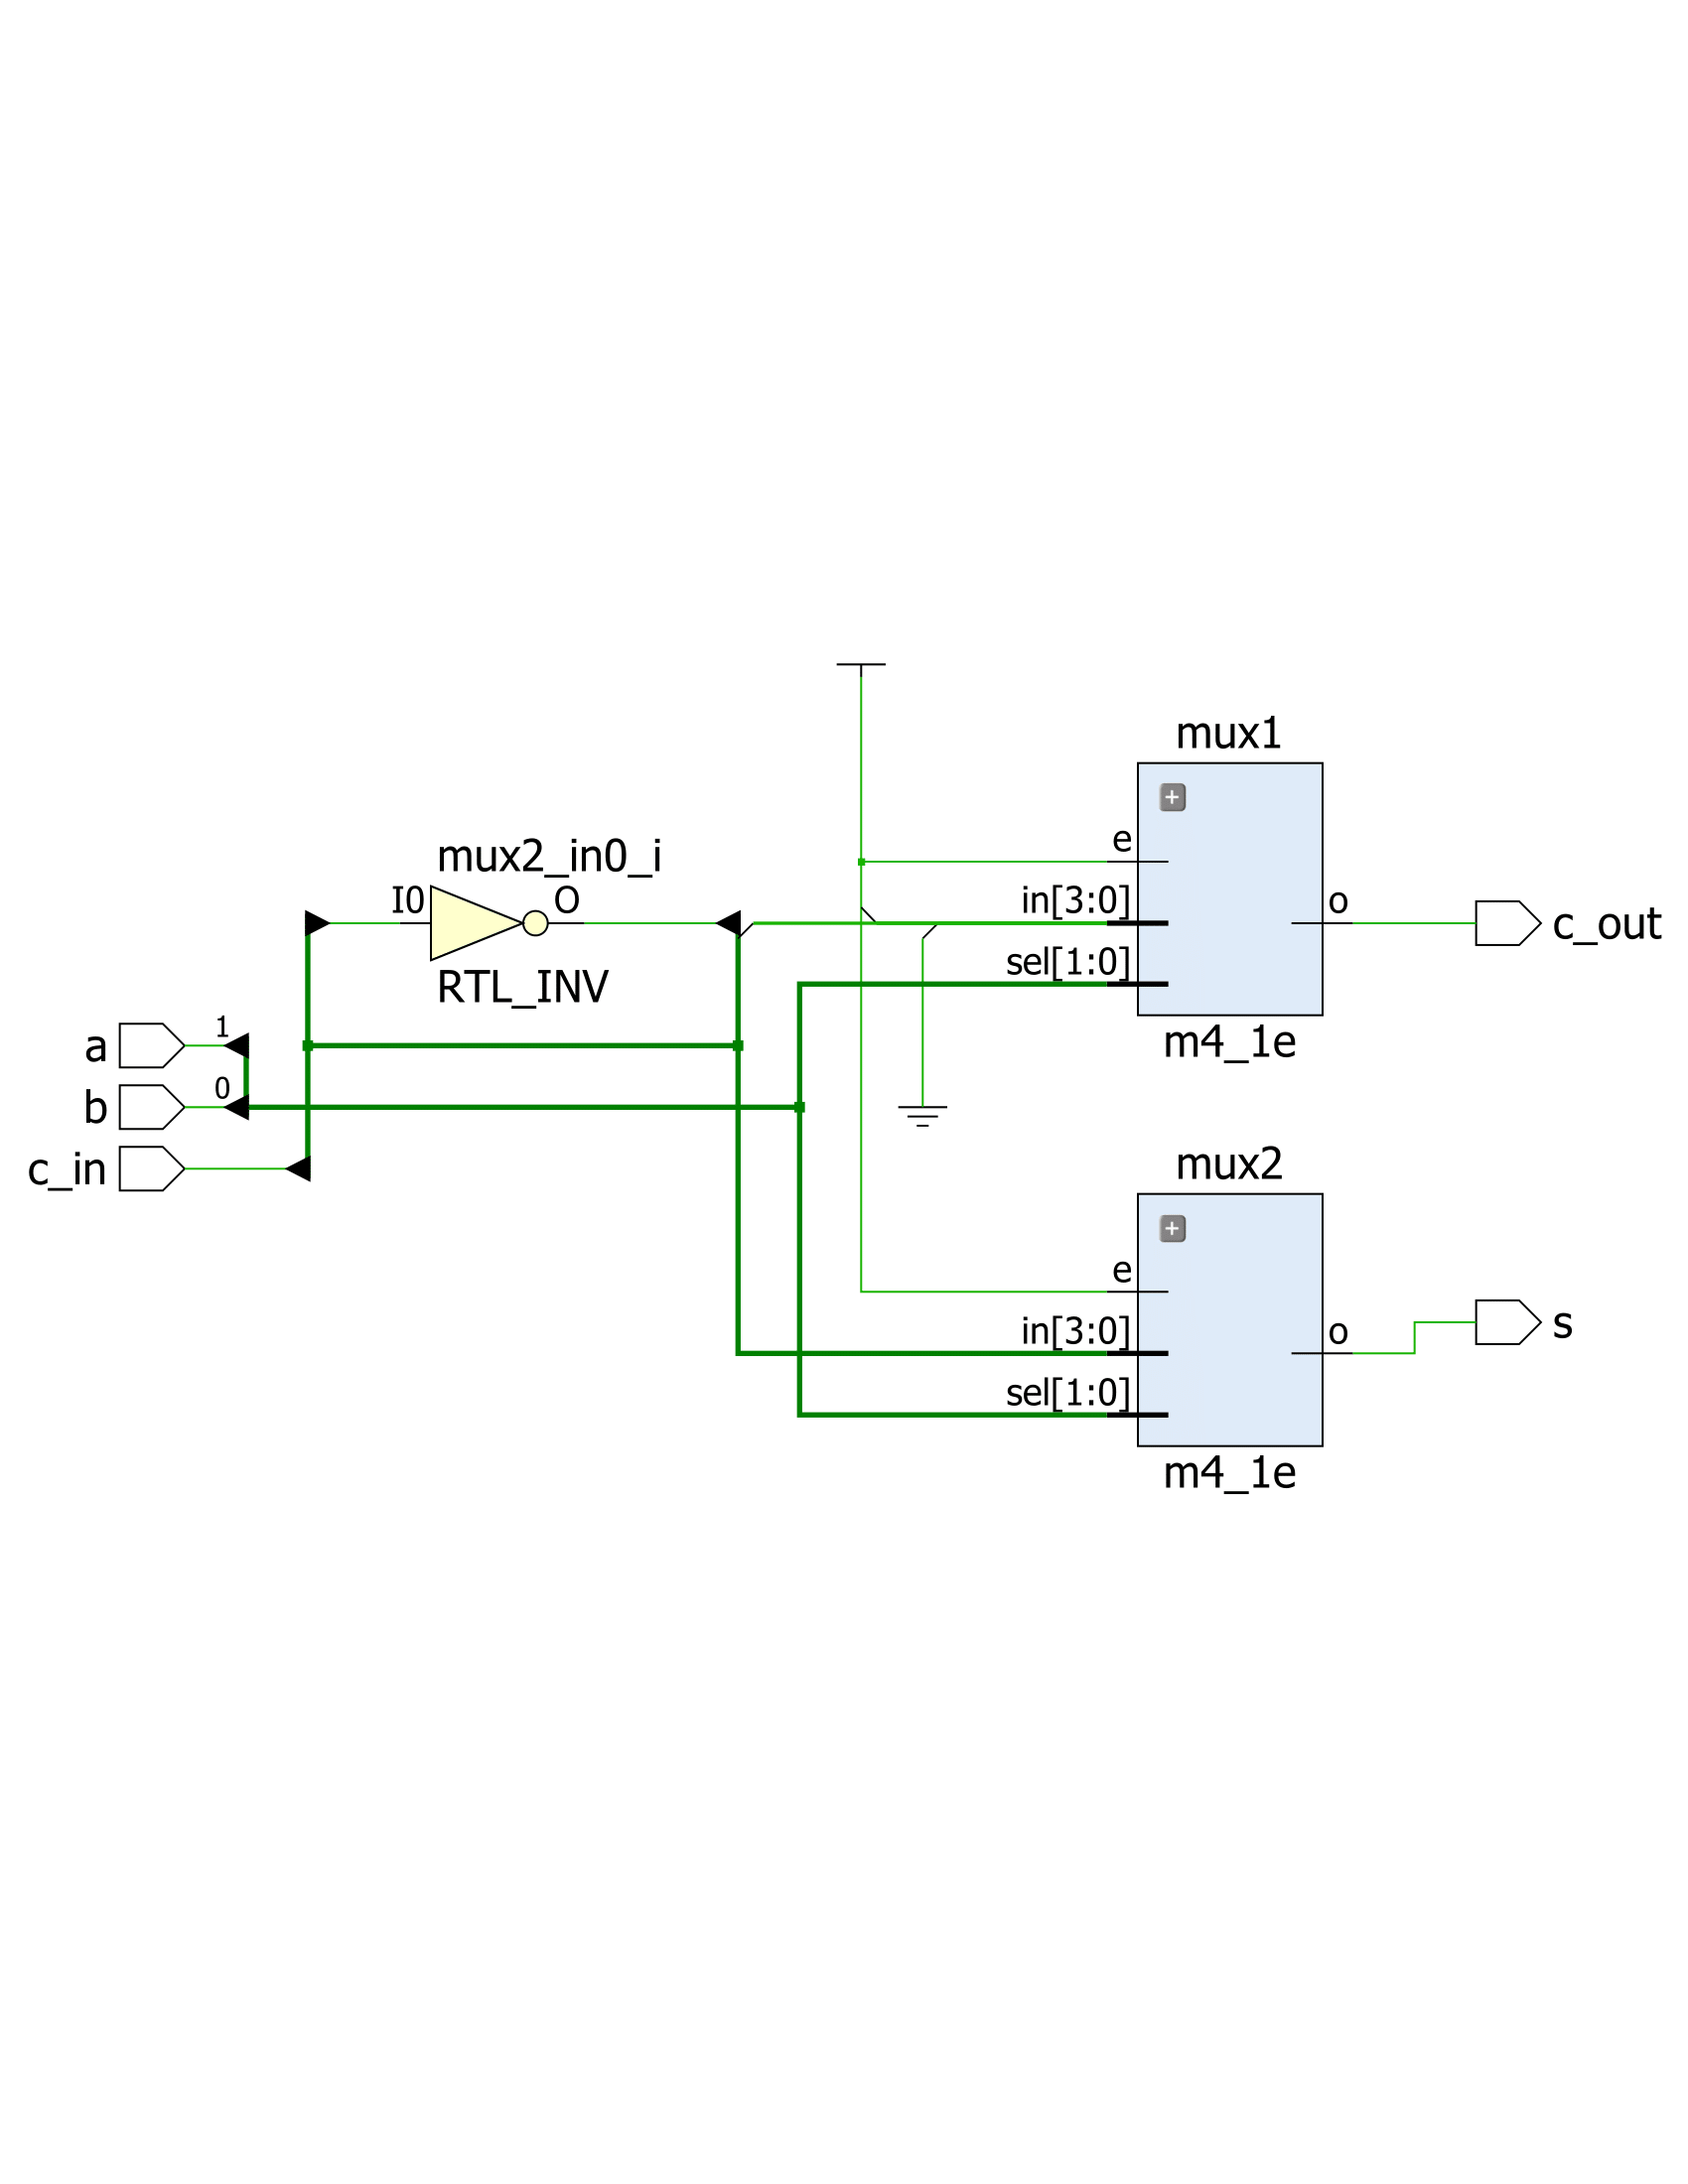 mux1
+
e
mux2_in0_i
in[3:0]
o
I0
O
c_out
sel[1:0]
RTL_INV
1
a
m4_1e
0
b
mux2
c_in
+
e
in[3:0]
o
s
sel[1:0]
m4_1e